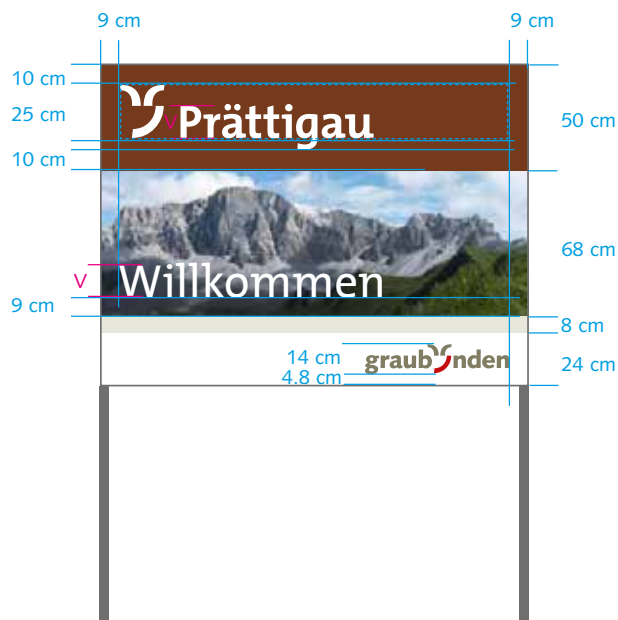 9 cm 9 cm
10 cm
25 cm V Prättigau 50 cm
10 cm
68 cm
V Willkommen
9 cm
8 cm
14 cm graubünden 24 cm
4.8 cm